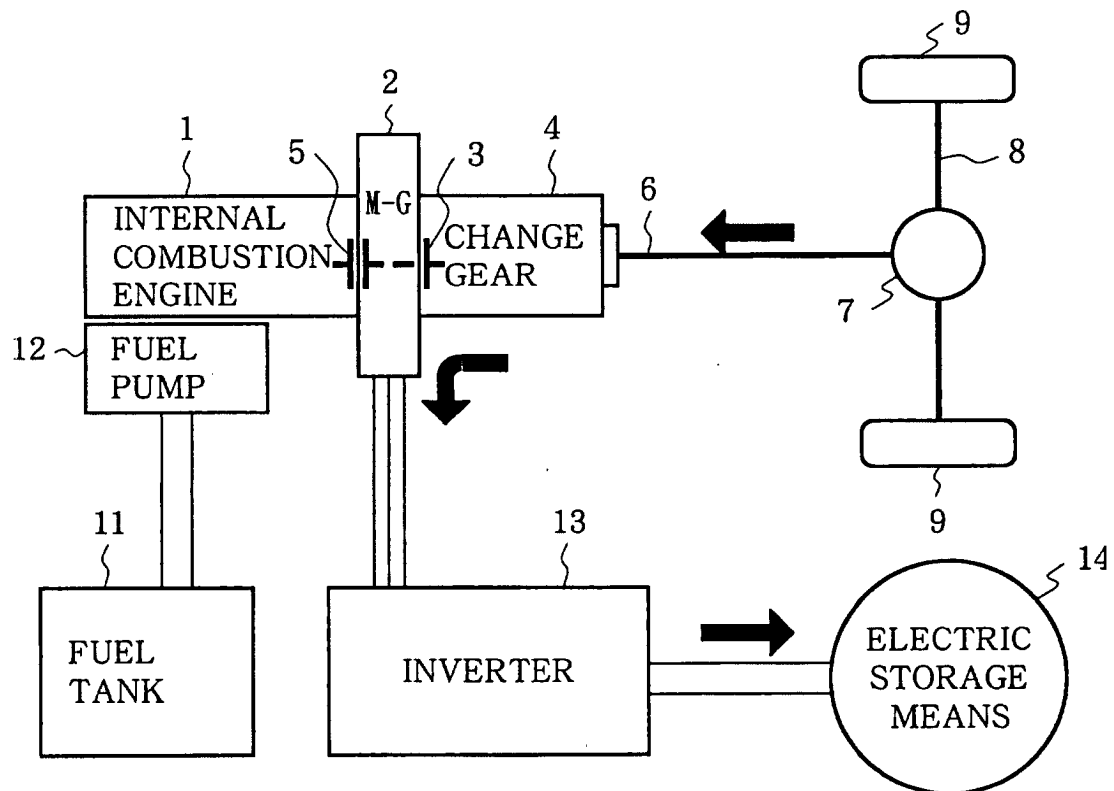 9
2
1
5
3
4
8
M-G
6
INTERNAL
COMBUSTION
ENGINE
CHANGE
GEAR
7
12
FUEL
PUMP
9
11
13
14
FUEL
TANK
INVERTER
ELECTRIC
STORAGE
MEANS